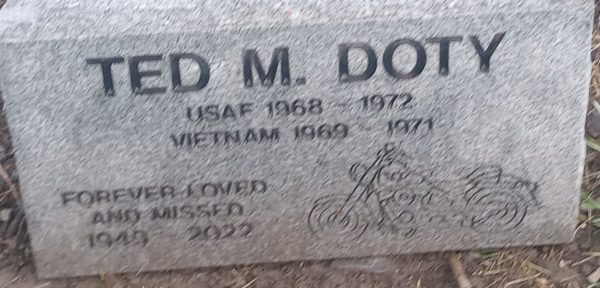 TED M. DOTY
USAF 1968 - 1972
VIETNAM 1969 - 1971
FOREVER LOVED
AND MISSED
1949 - 2022